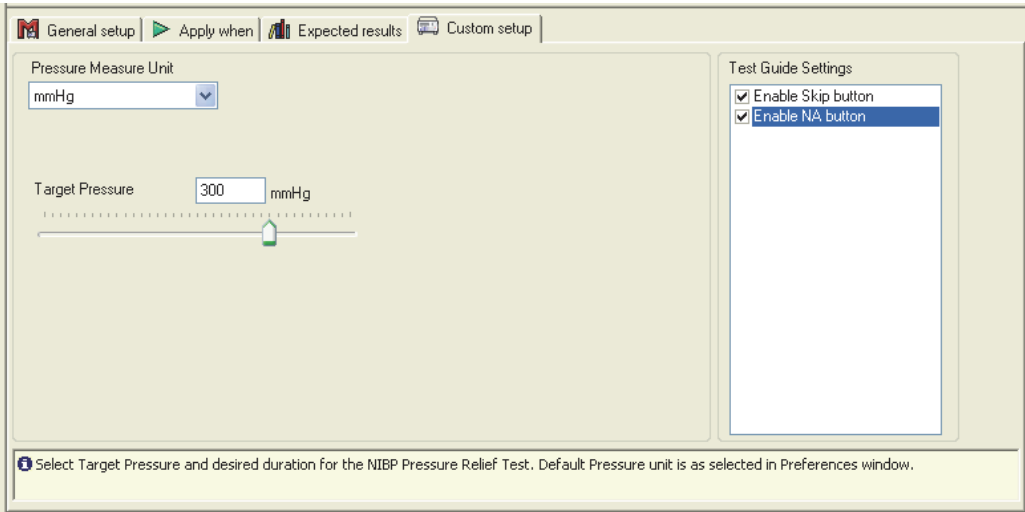 General setup
Apply when
Expected results
Custom setup
Pressure Measure Unit
mmHg
Target Pressure
300
mmHg
Test Guide Settings
Enable Skip button
Enable NA button
Select Target Pressure and desired duration for the NIBP Pressure Relief Test. Default Pressure unit is as selected in Preferences window.